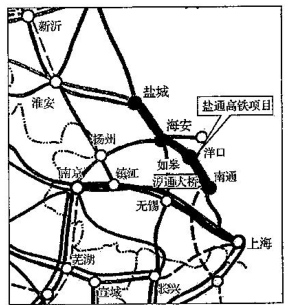 新沂
盐城
盐通高铁项目
淮安
海安
扬州
洋口
如皋
南京
镇江
沪通大桥
南通
无锡
上海
芜湖
宣城
长兴